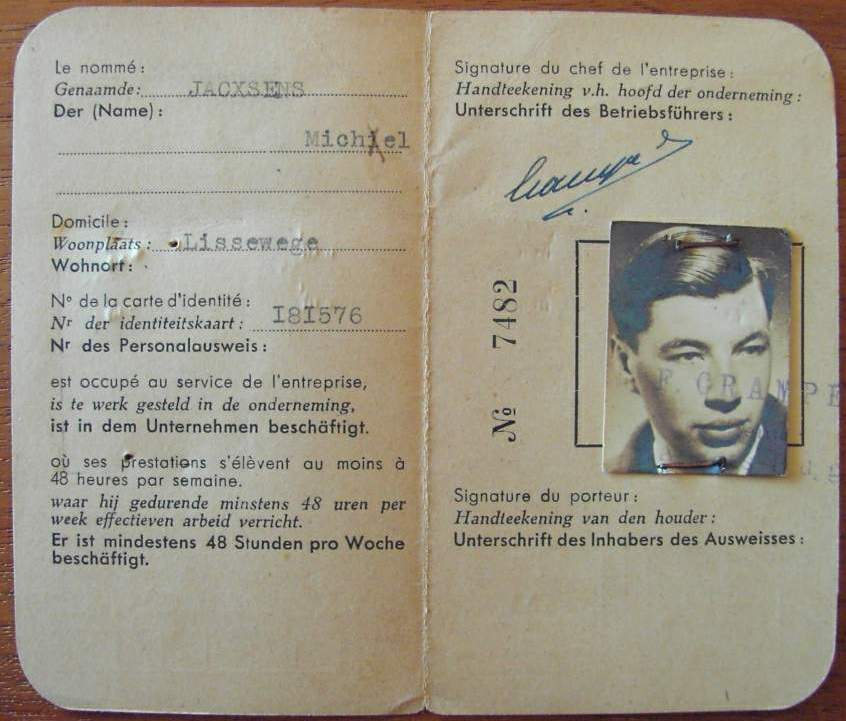 Le nommé :
Genaamde: JACXSENS
Der (Name) :
Michiel
Domicile :
Woonplaats : Lissewege
Wohnort :
Nº de la carte d'identité :
Nr der identiteitskaart : I8I576
Nr des Personalausweis :
est occupé au service de l'entreprise,
is te werk gesteld in de onderneming,
ist in dem Unternehmen beschäftigt.
où ses prestations s'élèvent au moins à
48 heures par semaine.
waar hij gedurende minstens 48 uren per
week effectieven arbeid verricht.
Er ist mindestens 48 Stunden pro Woche
beschäftigt.
Signature du chef de l'entreprise :
Handteekening v.h. hoofd der onderneming :
Unterschrift des Betriebsführers :
Nº 7482
F. GRAMPE
Signature du porteur :
Handteekening van den houder :
Unterschrift des Inhabers des Ausweisses :